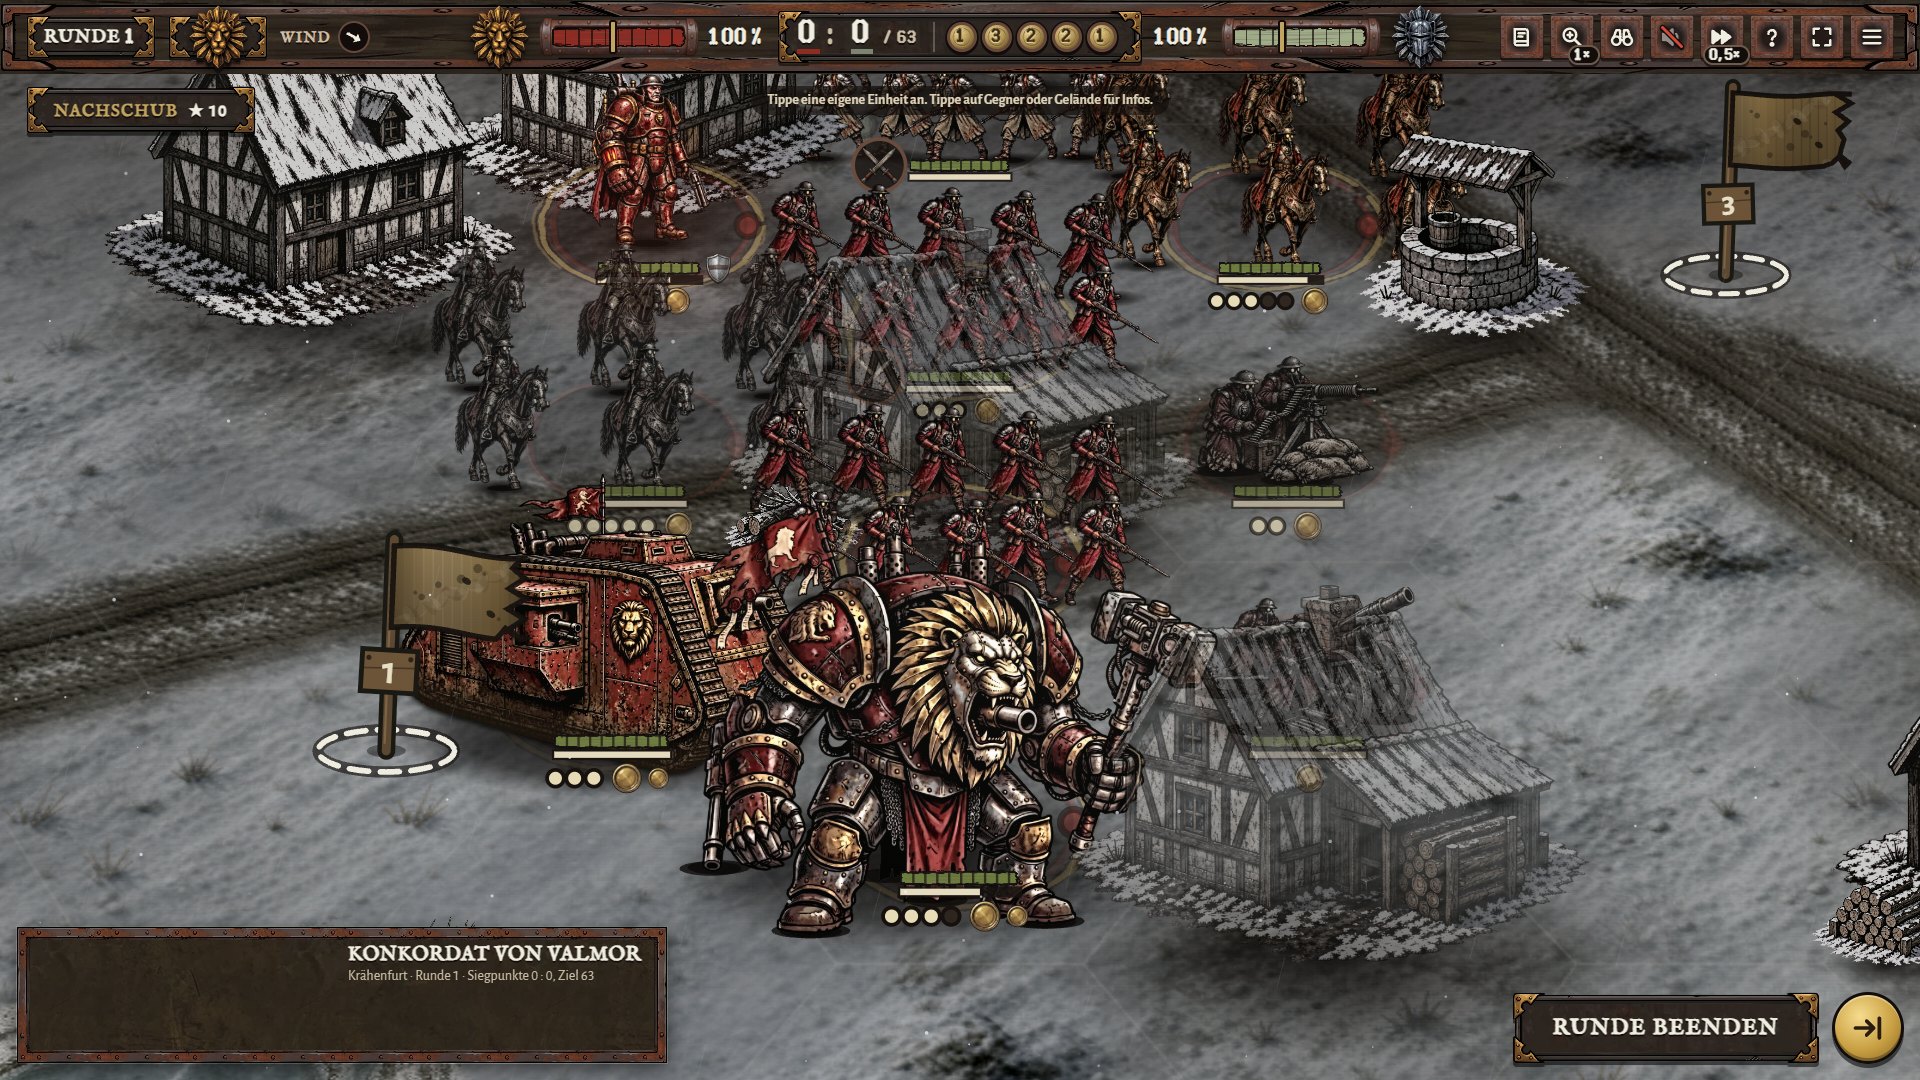 RUNDE 1
WIND
100 %
0 : 0 / 63
1 3 2 2 1
100 %
1x
0,5x
?
NACHSCHUB ★ 10
Tippe eine eigene Einheit an. Tippe auf Gegner oder Gelände für Infos.
3
1
KONKORDAT VON VALMOR
Krähenfurt · Runde 1 · Siegpunkte 0 : 0, Ziel 63
RUNDE BEENDEN